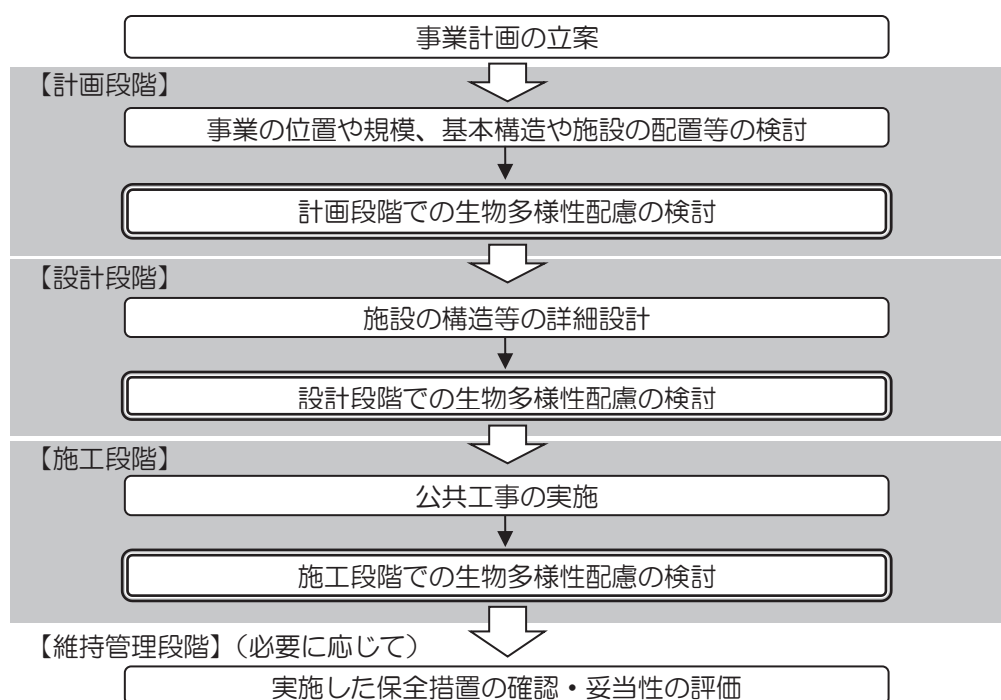 事業計画の立案
【計画段階】
事業の位置や規模、基本構造や施設の配置等の検討
計画段階での生物多様性配慮の検討
【設計段階】
施設の構造等の詳細設計
設計段階での生物多様性配慮の検討
【施工段階】
公共工事の実施
施工段階での生物多様性配慮の検討
【維持管理段階】（必要に応じて）
実施した保全措置の確認・妥当性の評価